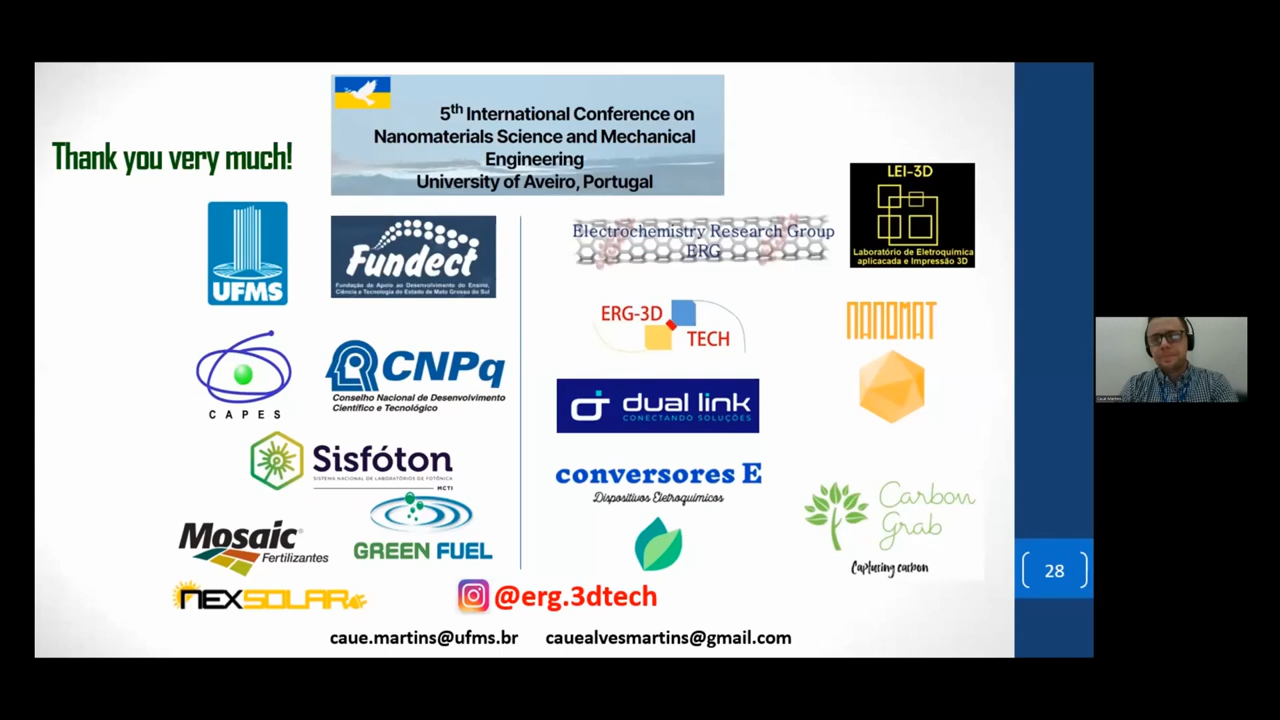 5th International Conference on
Nanomaterials Science and Mechanical
Engineering
University of Aveiro, Portugal
Thank you very much!
UFMS
Fundect
Fundação de Apoio ao Desenvolvimento do Ensino,
Ciência e Tecnologia do Estado de Mato Grosso do Sul
Electrochemistry Research Group
ERG
LEI-3D
Laboratório de Eletroquímica
aplicacada e Impressão 3D
CAPES
CNPq
Conselho Nacional de Desenvolvimento
Científico e Tecnológico
ERG-3D
TECH
NANOMAT
dual link
CONECTANDO SOLUÇÕES
Sisfóton
SISTEMA NACIONAL DE LABORATÓRIOS DE FOTÔNICA
MCTI
conversores E
Dispositivos Eletroquímicos
Carbon
Grab
Capturing carbon
Mosaic
Fertilizantes
GREEN FUEL
NEXSOLAR
@erg.3dtech
caue.martins@ufms.br cauealvesmartins@gmail.com
28
Cauê Martins